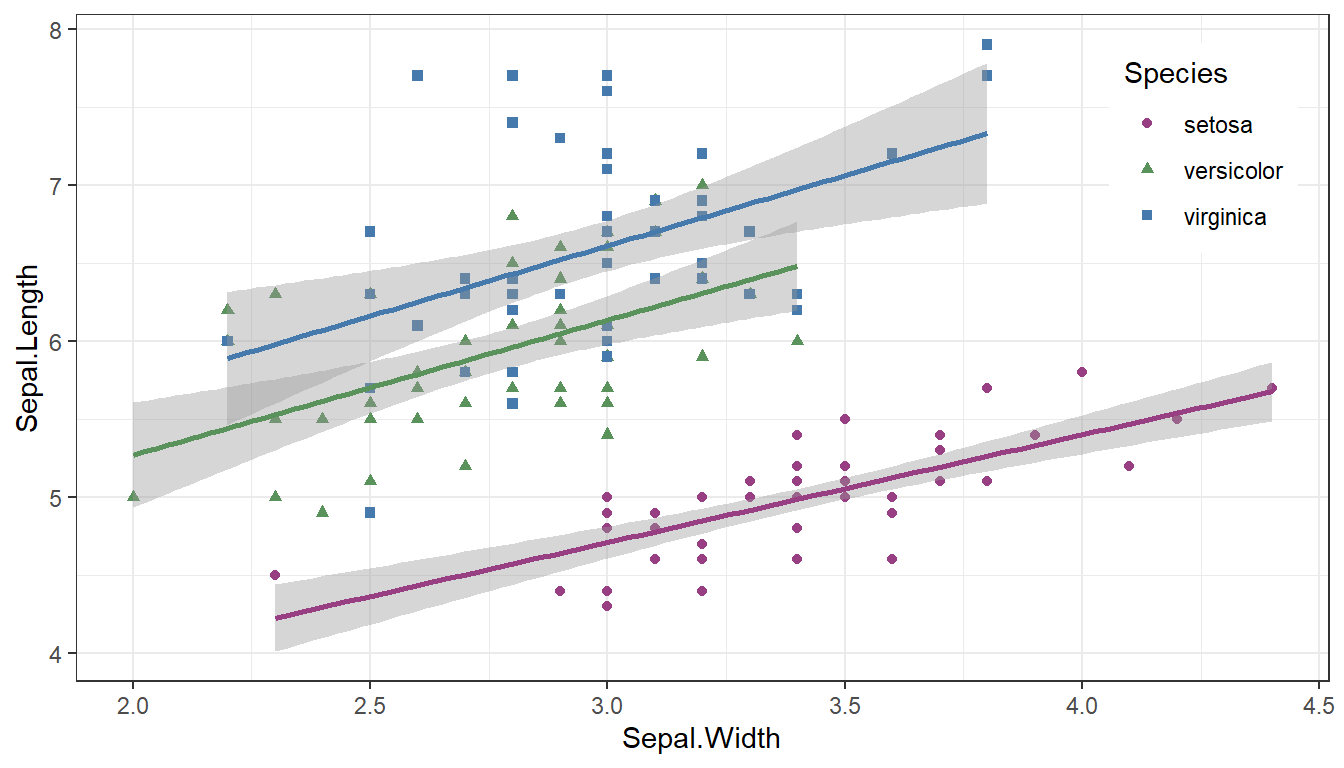 8
7
6
5
4
Sepal.Length
2.0 2.5 3.0 3.5 4.0 4.5
Sepal.Width
Species
setosa
versicolor
virginica